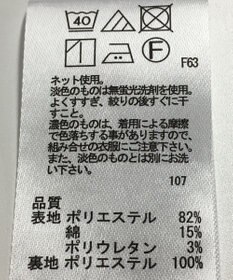 40
F
F63
ネット使用。
淡色のものは無蛍光洗剤を使用。
よくすすぎ、絞りの後すぐに干
すこと。
濃色のものは、着用による摩擦
で色落ちする事がありますので、
組み合せの衣服にご注意下さい。
また、淡色のものとは別にお洗
い下さい。
107
品質
表地 ポリエステル 82%
綿 15%
ポリウレタン 3%
裏地 ポリエステル 100%